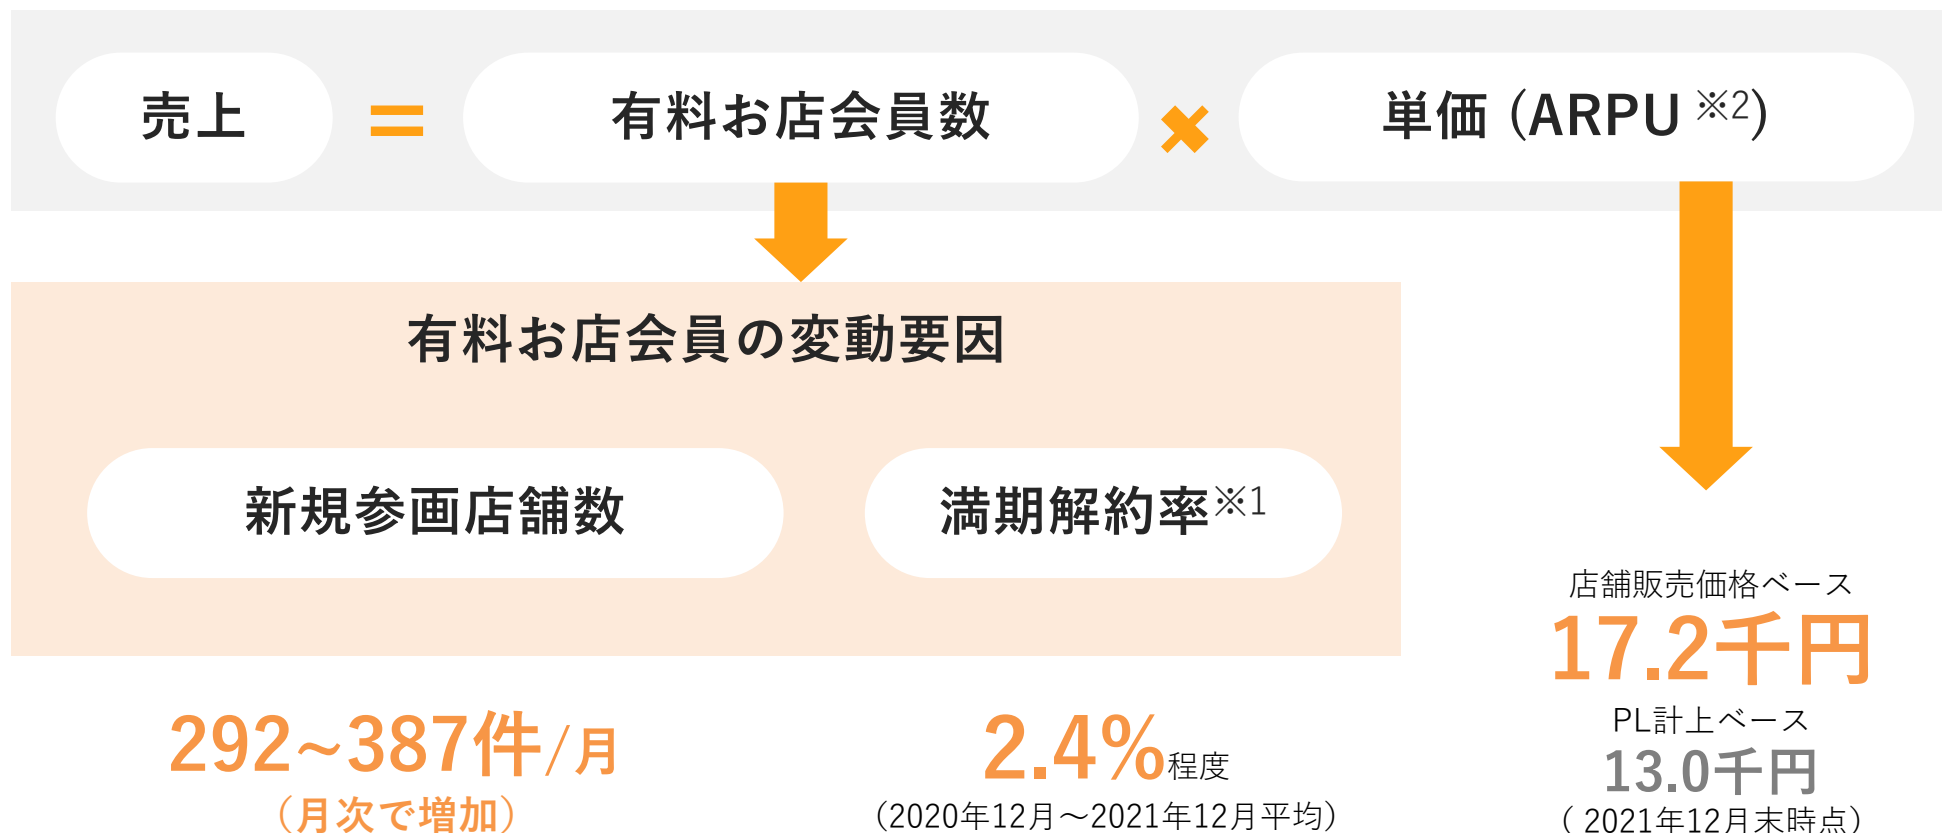 売上 = 有料お店会員数 × 単価 (ARPU ※2)
有料お店会員の変動要因
新規参画店舗数
満期解約率※1
292~387件/月
（月次で増加）
2.4%程度
（2020年12月～2021年12月平均）
店舗販売価格ベース
17.2千円
PL計上ベース
13.0千円
（ 2021年12月末時点）